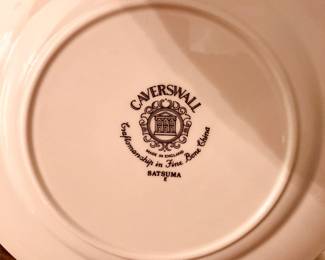 CAVERSWALL
MADE IN ENGLAND
Craftsmanship in Fine Bone China
SATSUMA